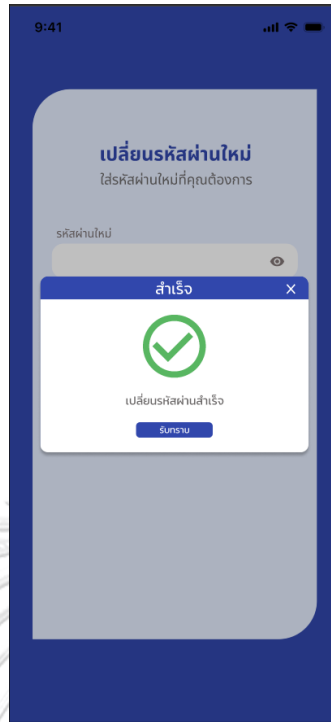 9:41
เปลี่ยนรหัสผ่านใหม่
ใส่รหัสผ่านใหม่ที่คุณต้องการ
รหัสผ่านใหม่
สำเร็จ X
เปลี่ยนรหัสผ่านสำเร็จ
รับทราบ